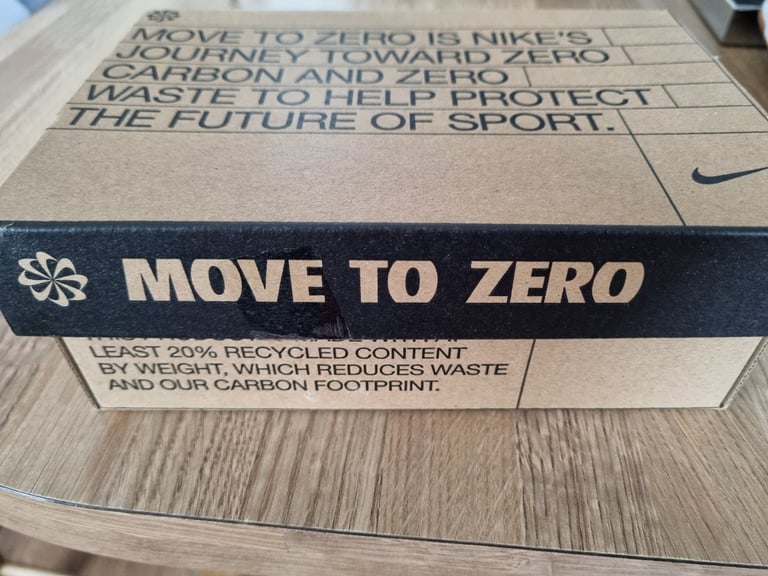 MOVE TO ZERO IS NIKE'S
JOURNEY TOWARD ZERO
CARBON AND ZERO
WASTE TO HELP PROTECT
THE FUTURE OF SPORT.
MOVE TO ZERO
LEAST 20% RECYCLED CONTENT
BY WEIGHT, WHICH REDUCES WASTE
AND OUR CARBON FOOTPRINT.